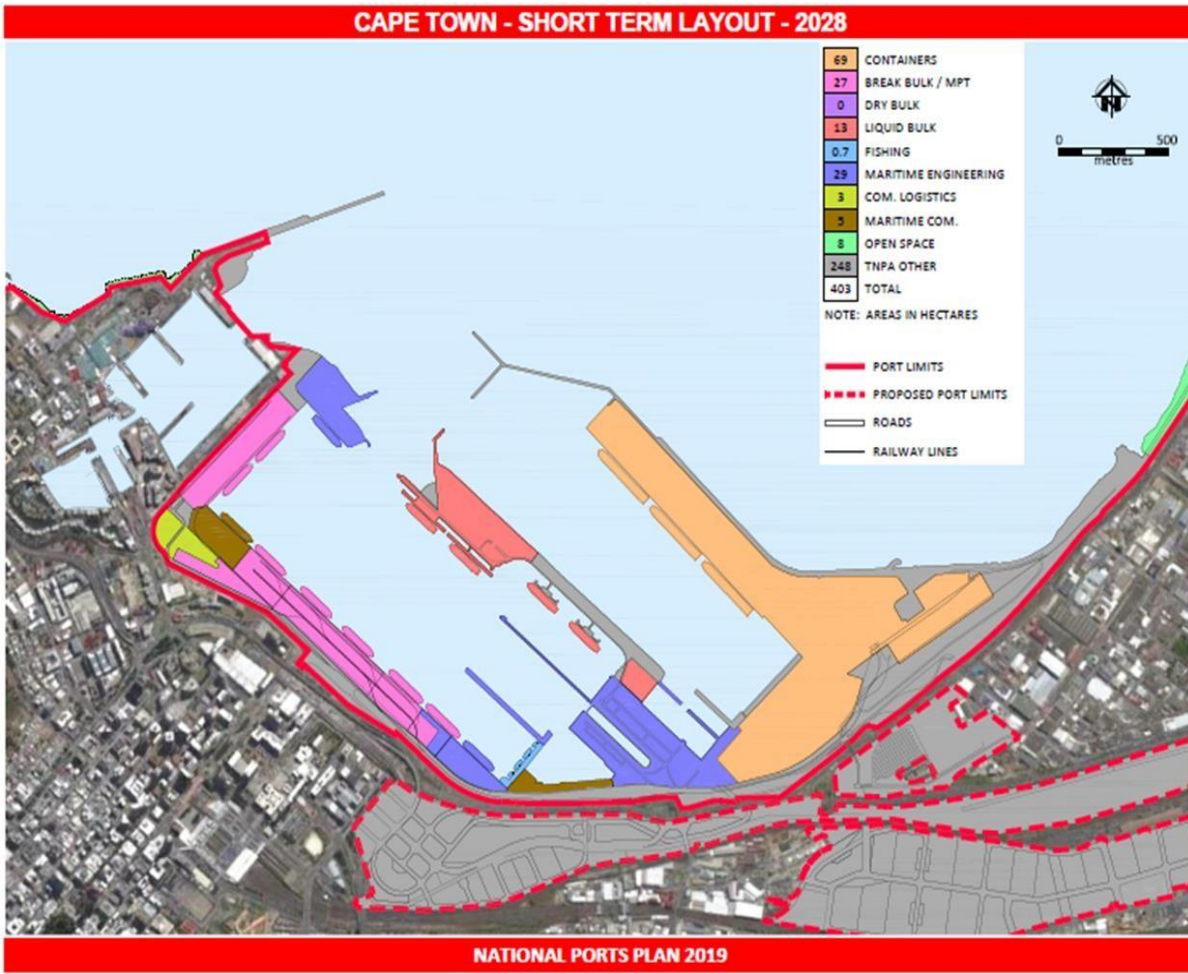 CAPE TOWN - SHORT TERM LAYOUT - 2028
69 CONTAINERS
27 BREAK BULK / MPT
0 DRY BULK
13 LIQUID BULK
0.7 FISHING
29 MARITIME ENGINEERING
3 COM. LOGISTICS
5 MARITIME COM.
8 OPEN SPACE
248 TNPA OTHER
403 TOTAL
NOTE: AREAS IN HECTARES
PORT LIMITS
PROPOSED PORT LIMITS
ROADS
RAILWAY LINES
N
0 500
metres
NATIONAL PORTS PLAN 2019